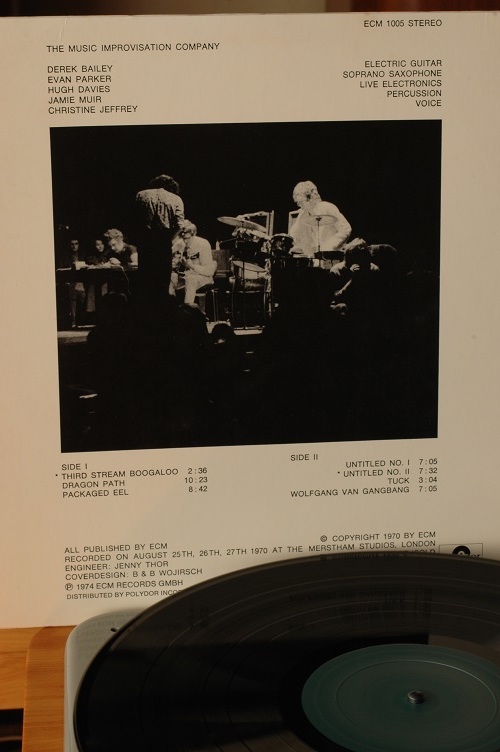 ECM 1005 STEREO
THE MUSIC IMPROVISATION COMPANY
DEREK BAILEY ELECTRIC GUITAR
EVAN PARKER SOPRANO SAXOPHONE
HUGH DAVIES LIVE ELECTRONICS
JAMIE MUIR PERCUSSION
CHRISTINE JEFFREY VOICE
SIDE I
* THIRD STREAM BOOGALOO 2:36
DRAGON PATH 10:23
PACKAGED EEL 8:42
SIDE II
UNTITLED NO. I 7:05
* UNTITLED NO. II 7:32
TUCK 3:04
WOLFGANG VAN GANGBANG 7:05
ALL PUBLISHED BY ECM © COPYRIGHT 1970 BY ECM
RECORDED ON AUGUST 25TH, 26TH, 27TH 1970 AT THE MERSTHAM STUDIOS, LONDON
ENGINEER: JENNY THOR
COVERDESIGN: B & B WOJIRSCH
℗ 1974 ECM RECORDS GMBH
DISTRIBUTED BY POLYDOR